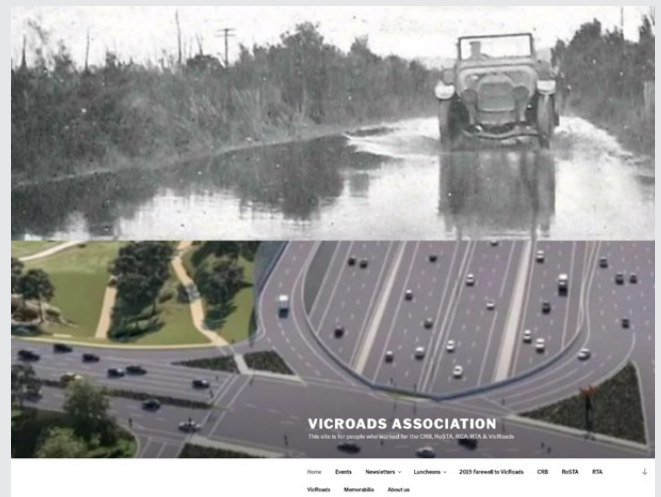 VICROADS ASSOCIATION
This site is for people who worked for the CRB, RoSTA, RCA, RTA & VicRoads
Home Events Newsletters Luncheons 2019 Farewell to VicRoads CRB RoSTA RTA
VicRoads Memorabilia About us